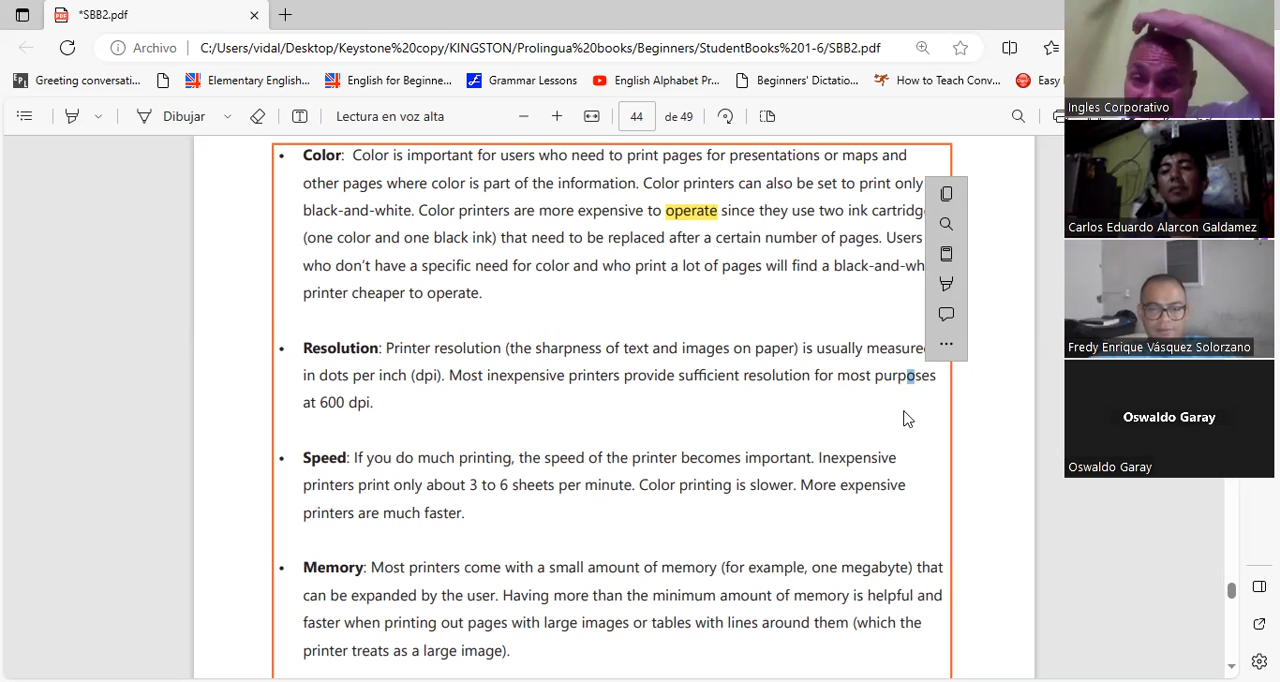 *SBB2.pdf
Archivo
C:/Users/vidal/Desktop/Keystone%20copy/KINGSTON/Prolingua%20books/Beginners/StudentBooks%201-6/SBB2.pdf
Greeting conversati...
Elementary English...
English for Beginne...
Grammar Lessons
English Alphabet Pr...
Beginners' Dictatio...
How to Teach Conv...
Easy
Dibujar
Lectura en voz alta
44
de 49
• Color: Color is important for users who need to print pages for presentations or maps and
other pages where color is part of the information. Color printers can also be set to print only
black-and-white. Color printers are more expensive to operate since they use two ink cartridg
(one color and one black ink) that need to be replaced after a certain number of pages. Users
who don't have a specific need for color and who print a lot of pages will find a black-and-wh
printer cheaper to operate.
• Resolution: Printer resolution (the sharpness of text and images on paper) is usually measure
in dots per inch (dpi). Most inexpensive printers provide sufficient resolution for most purposes
at 600 dpi.
• Speed: If you do much printing, the speed of the printer becomes important. Inexpensive
printers print only about 3 to 6 sheets per minute. Color printing is slower. More expensive
printers are much faster.
• Memory: Most printers come with a small amount of memory (for example, one megabyte) that
can be expanded by the user. Having more than the minimum amount of memory is helpful and
faster when printing out pages with large images or tables with lines around them (which the
printer treats as a large image).
Ingles Corporativo
Carlos Eduardo Alarcon Galdamez
Fredy Enrique Vásquez Solorzano
Oswaldo Garay
Oswaldo Garay